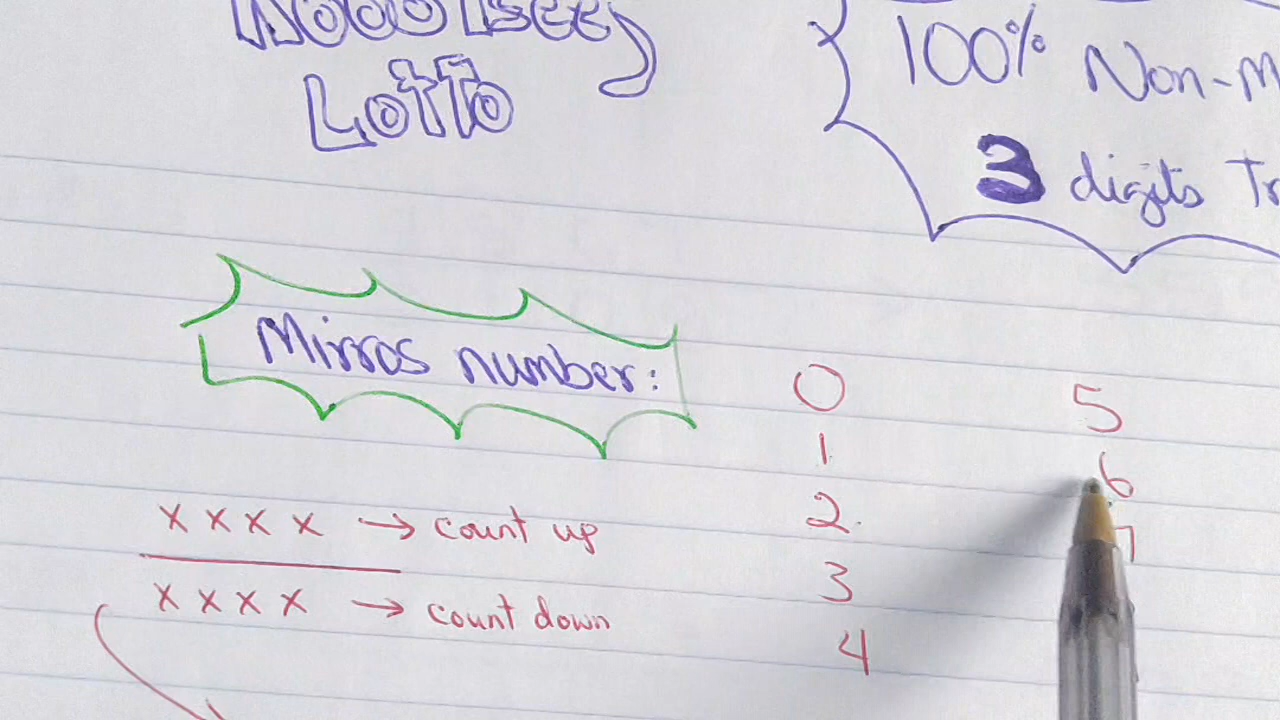 Lotto
100% Non-M
3 digits Tr
Mirros number:
0 5
1 6
2 7
3
4
x x x x → count up
x x x x → count down